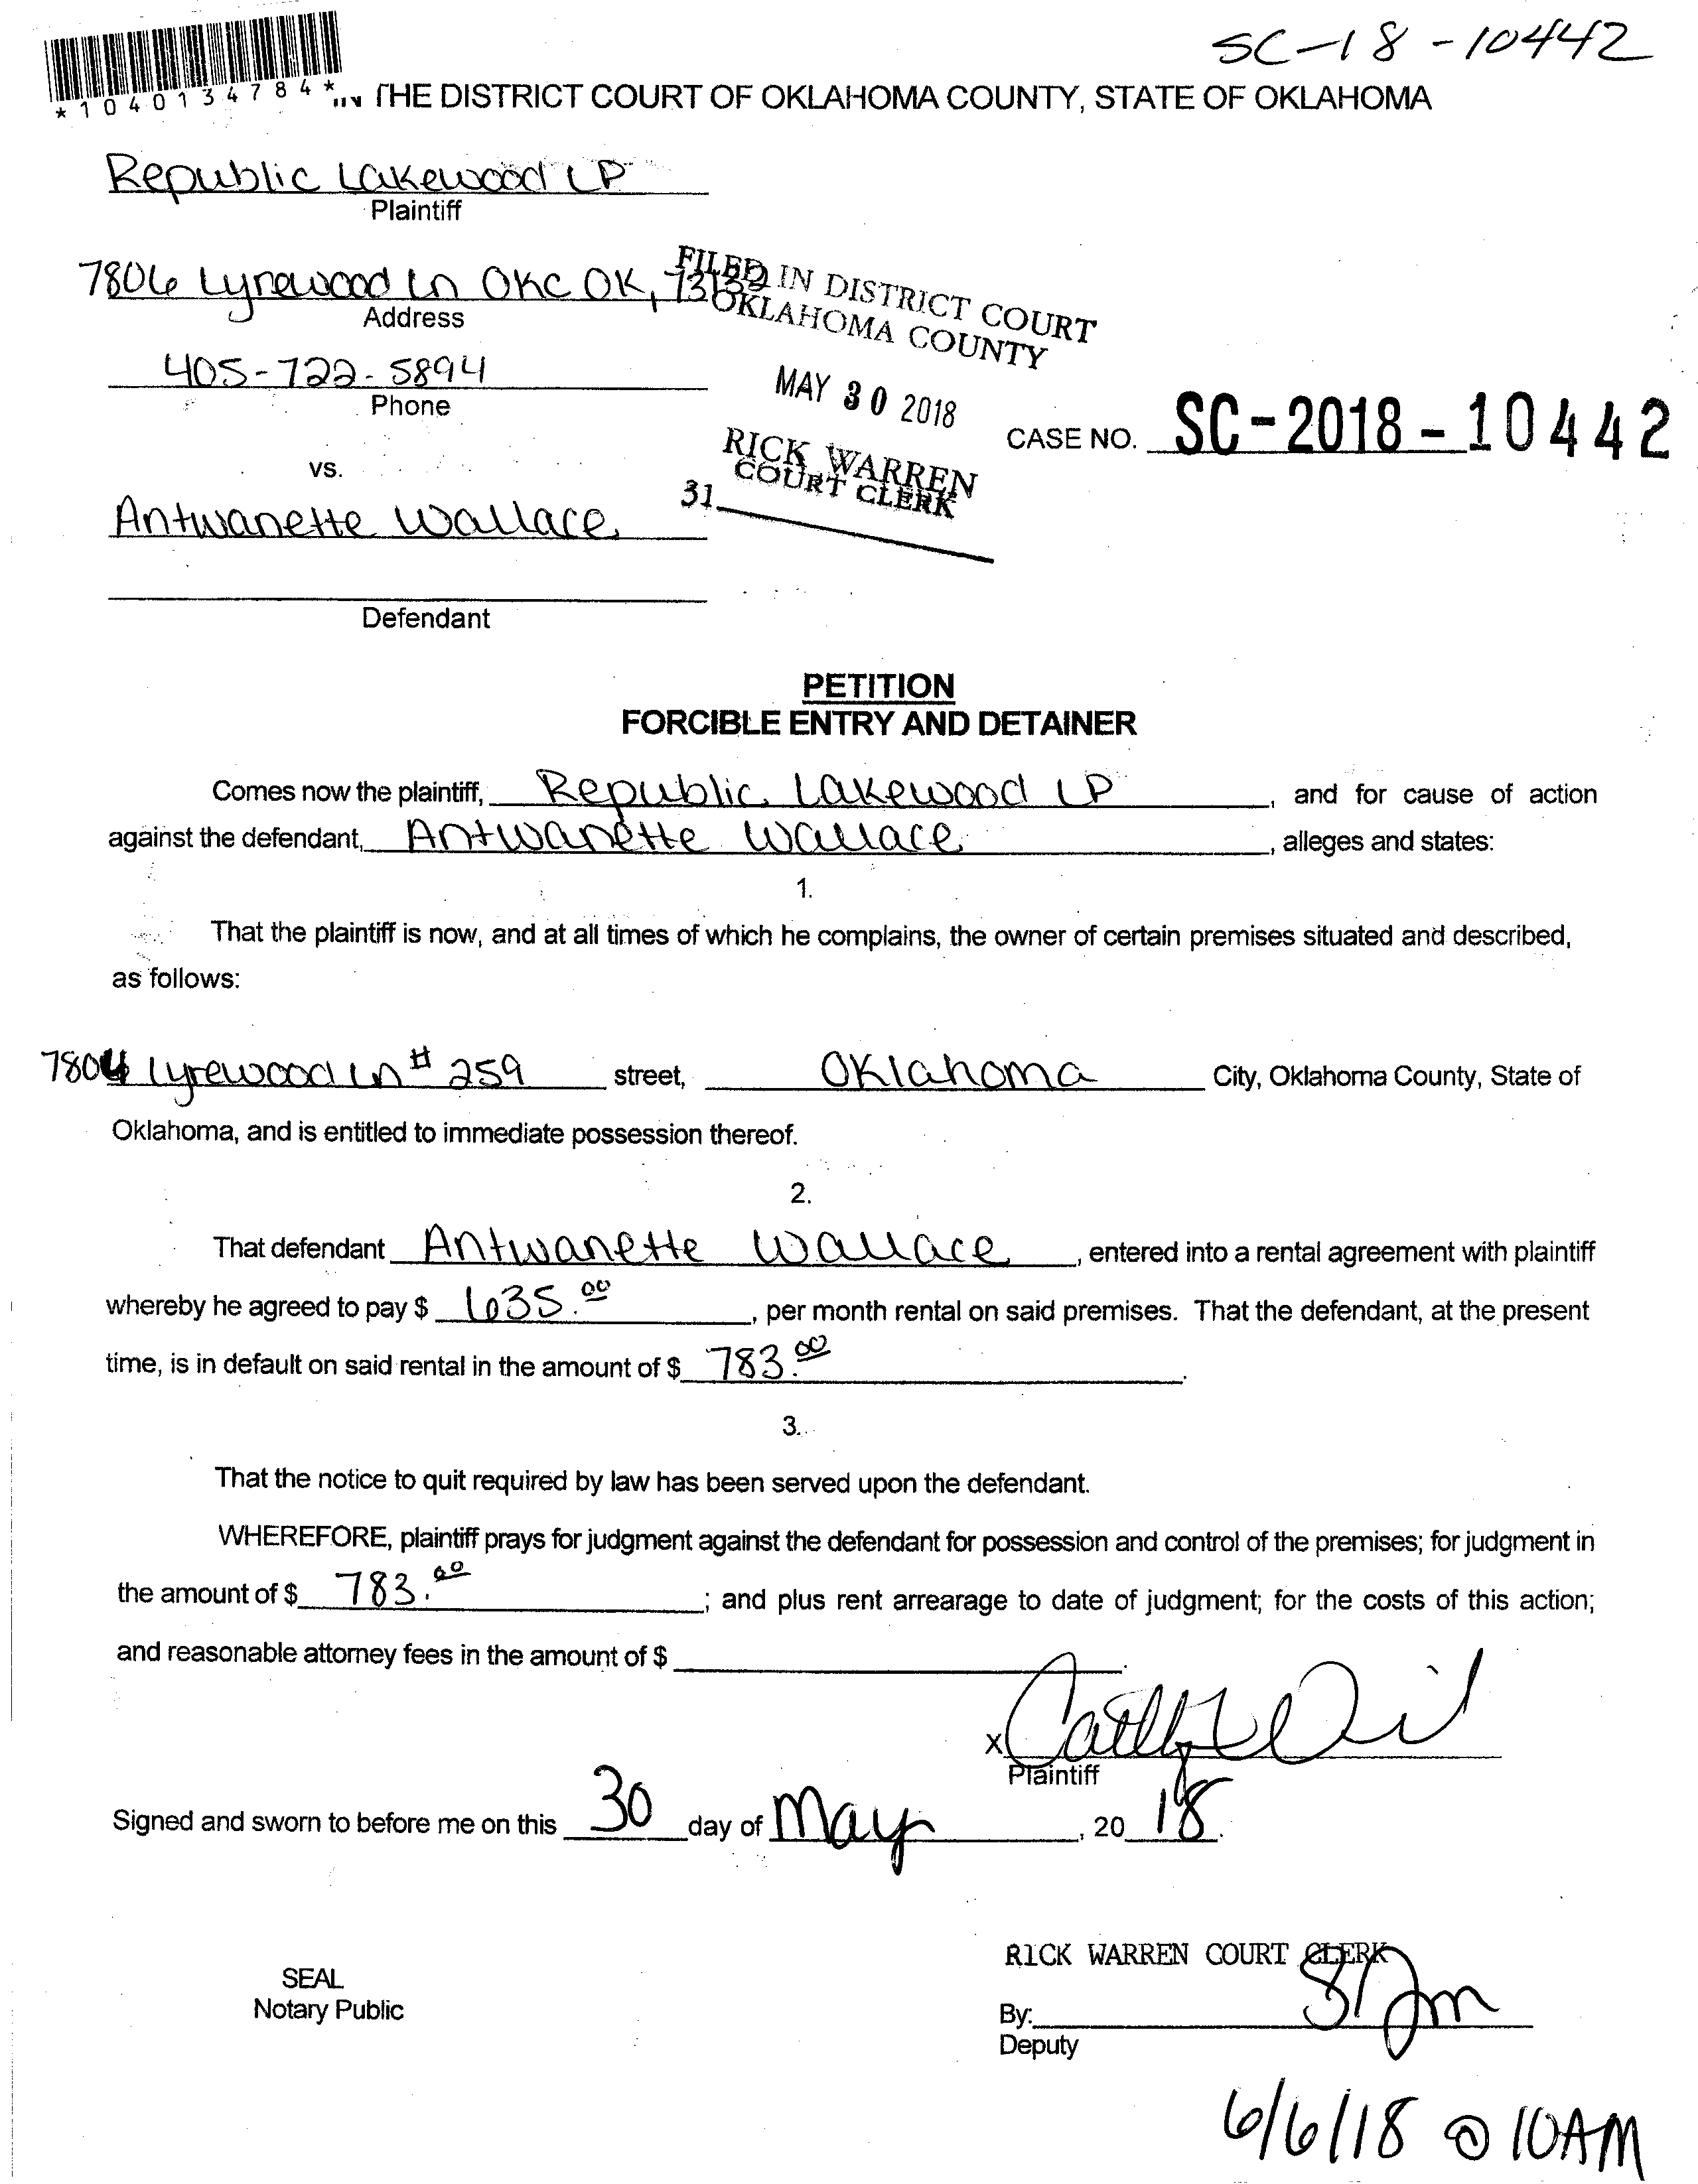 SC-18-10442
*1040134784*
IN THE DISTRICT COURT OF OKLAHOMA COUNTY, STATE OF OKLAHOMA
Republic Lakewood LP
Plaintiff
7806 Lyrewood Ln OKC OK, 73132
Address
405-722-5894
Phone
FILED IN DISTRICT COURT
OKLAHOMA COUNTY
MAY 30 2018
RICK WARREN
COURT CLERK
31
CASE NO. SC-2018-10442
vs.
Antwanette Wallace
Defendant
PETITION
FORCIBLE ENTRY AND DETAINER
Comes now the plaintiff, Republic Lakewood LP, and for cause of action
against the defendant, Antwanette Wallace, alleges and states:
1.
That the plaintiff is now, and at all times of which he complains, the owner of certain premises situated and described,
as follows:
Lyrewood Ln # 259 street, Oklahoma City, Oklahoma County, State of
Oklahoma, and is entitled to immediate possession thereof.
2.
That defendant Antwanette Wallace, entered into a rental agreement with plaintiff
whereby he agreed to pay $ 635.00, per month rental on said premises. That the defendant, at the present
time, is in default on said rental in the amount of $ 783.00.
3.
That the notice to quit required by law has been served upon the defendant.
WHEREFORE, plaintiff prays for judgment against the defendant for possession and control of the premises; for judgment in
the amount of $ 783.00; and plus rent arrearage to date of judgment; for the costs of this action;
and reasonable attorney fees in the amount of $ .
X
Plaintiff
Signed and sworn to before me on this 30 day of May, 20 18.
RICK WARREN COURT CLERK
SEAL
Notary Public
By: 31
Deputy
6/6/18 @ 10AM